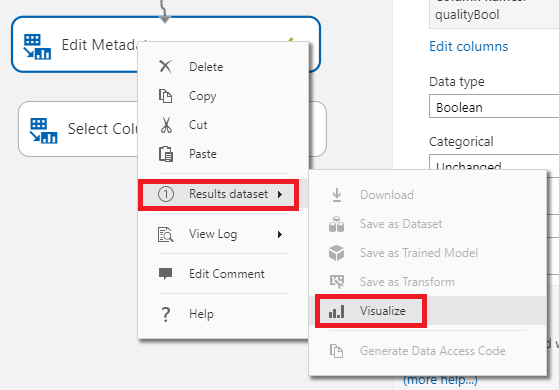 qualityBool
Edit Metadat
Edit columns
Delete
Data type
Copy
Boolean
Select Colu
Cut
Categorical
Paste
Unchanged
1
Results dataset
Download
Save as Dataset
View Log
Save as Trained Model
Edit Comment
Save as Transform
Help
Visualize
Generate Data Access Code
(more help...)